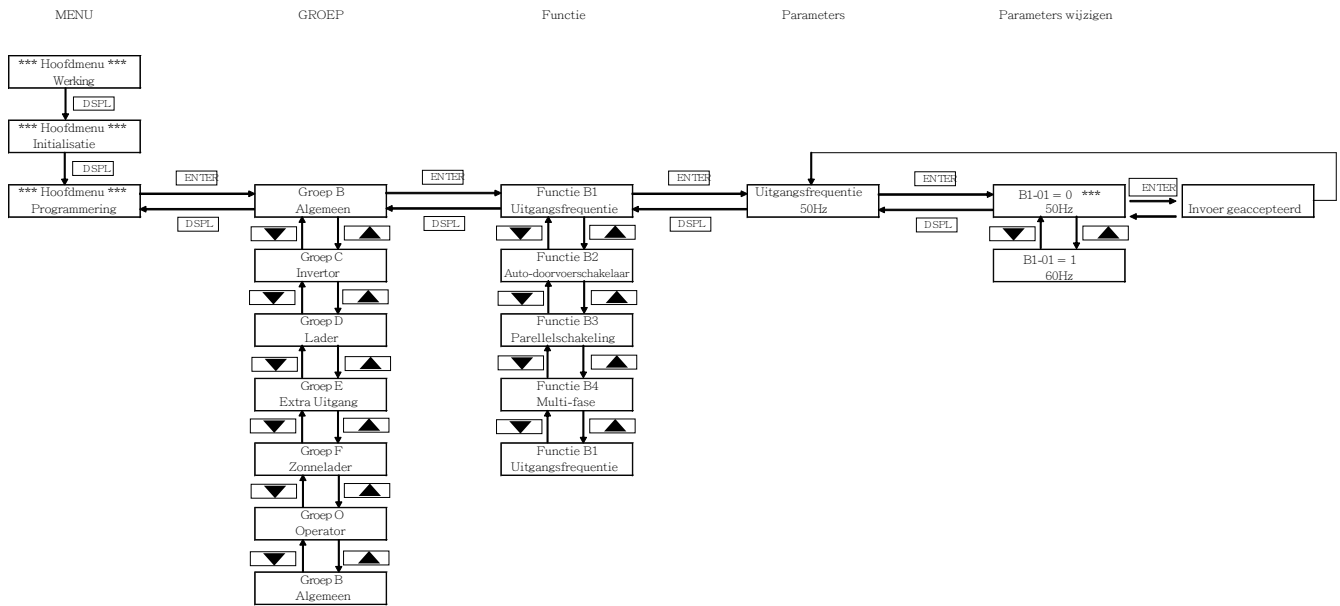 MENU GROEP Functie Parameters Parameters wijzigen
*** Hoofdmenu ***
Werking
DSPL
*** Hoofdmenu ***
Initialisatie
DSPL
*** Hoofdmenu ***
Programmering
ENTER
DSPL
Groep B
Algemeen
ENTER
DSPL
Functie B1
Uitgangsfrequentie
ENTER
DSPL
Uitgangsfrequentie
50Hz
ENTER
DSPL
B1-01 = 0 ***
50Hz
ENTER
Invoer geaccepteerd
B1-01 = 1
60Hz
Groep C
Invertor
Groep D
Lader
Groep E
Extra Uitgang
Groep F
Zonnelader
Groep O
Operator
Groep B
Algemeen
Functie B2
Auto-doorvoerschakelaar
Functie B3
Parellelschakeling
Functie B4
Multi-fase
Functie B1
Uitgangsfrequentie